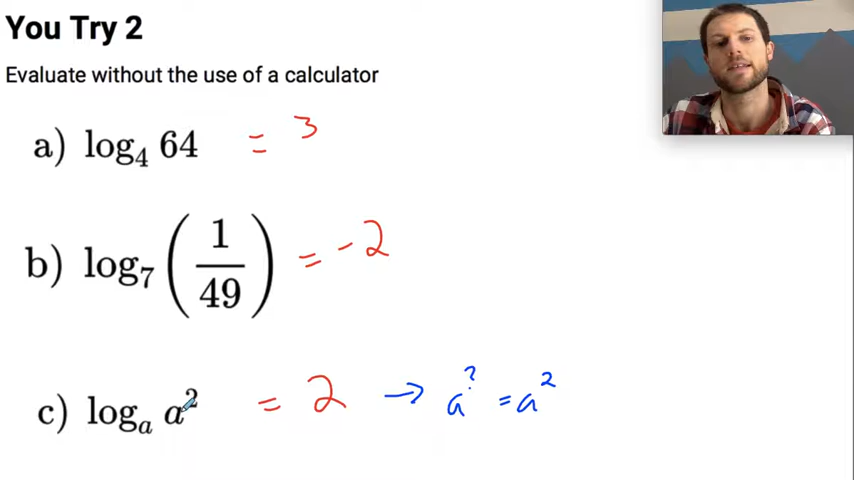 You Try 2
Evaluate without the use of a calculator
a) log₄ 64 = 3
b) log₇ (1/49) = -2
c) logₐ a² = 2 → a^? = a²